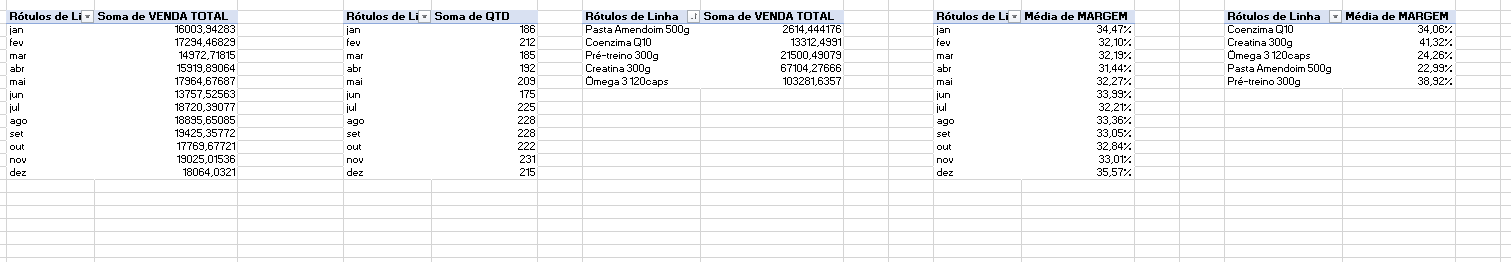 Rótulos de Li Soma de VENDA TOTAL Rótulos de Li Soma de QTD Rótulos de Linha Soma de VENDA TOTAL Rótulos de Li Média de MARGEM Rótulos de Linha Média de MARGEM
jan 16003,94283 jan 186 Pasta Amendoim 500g 2614,444176 jan 34,47% Coenzima Q10 34,06%
fev 17294,46829 fev 212 Coenzima Q10 13312,4991 fev 32,10% Creatina 300g 41,32%
mar 14972,71815 mar 185 Pré-treino 300g 21500,49079 mar 32,19% Ômega 3 120caps 24,26%
abr 15919,89064 abr 192 Creatina 300g 67104,27666 abr 31,44% Pasta Amendoim 500g 22,99%
mai 17964,67687 mai 209 Ômega 3 120caps 103281,6357 mai 32,27% Pré-treino 300g 38,92%
jun 13757,52563 jun 175 jun 33,99%
jul 18720,39077 jul 225 jul 32,21%
ago 18895,65085 ago 228 ago 33,36%
set 19425,35772 set 228 set 33,05%
out 17769,67721 out 222 out 32,84%
nov 19025,01536 nov 231 nov 33,01%
dez 18064,0321 dez 215 dez 35,57%